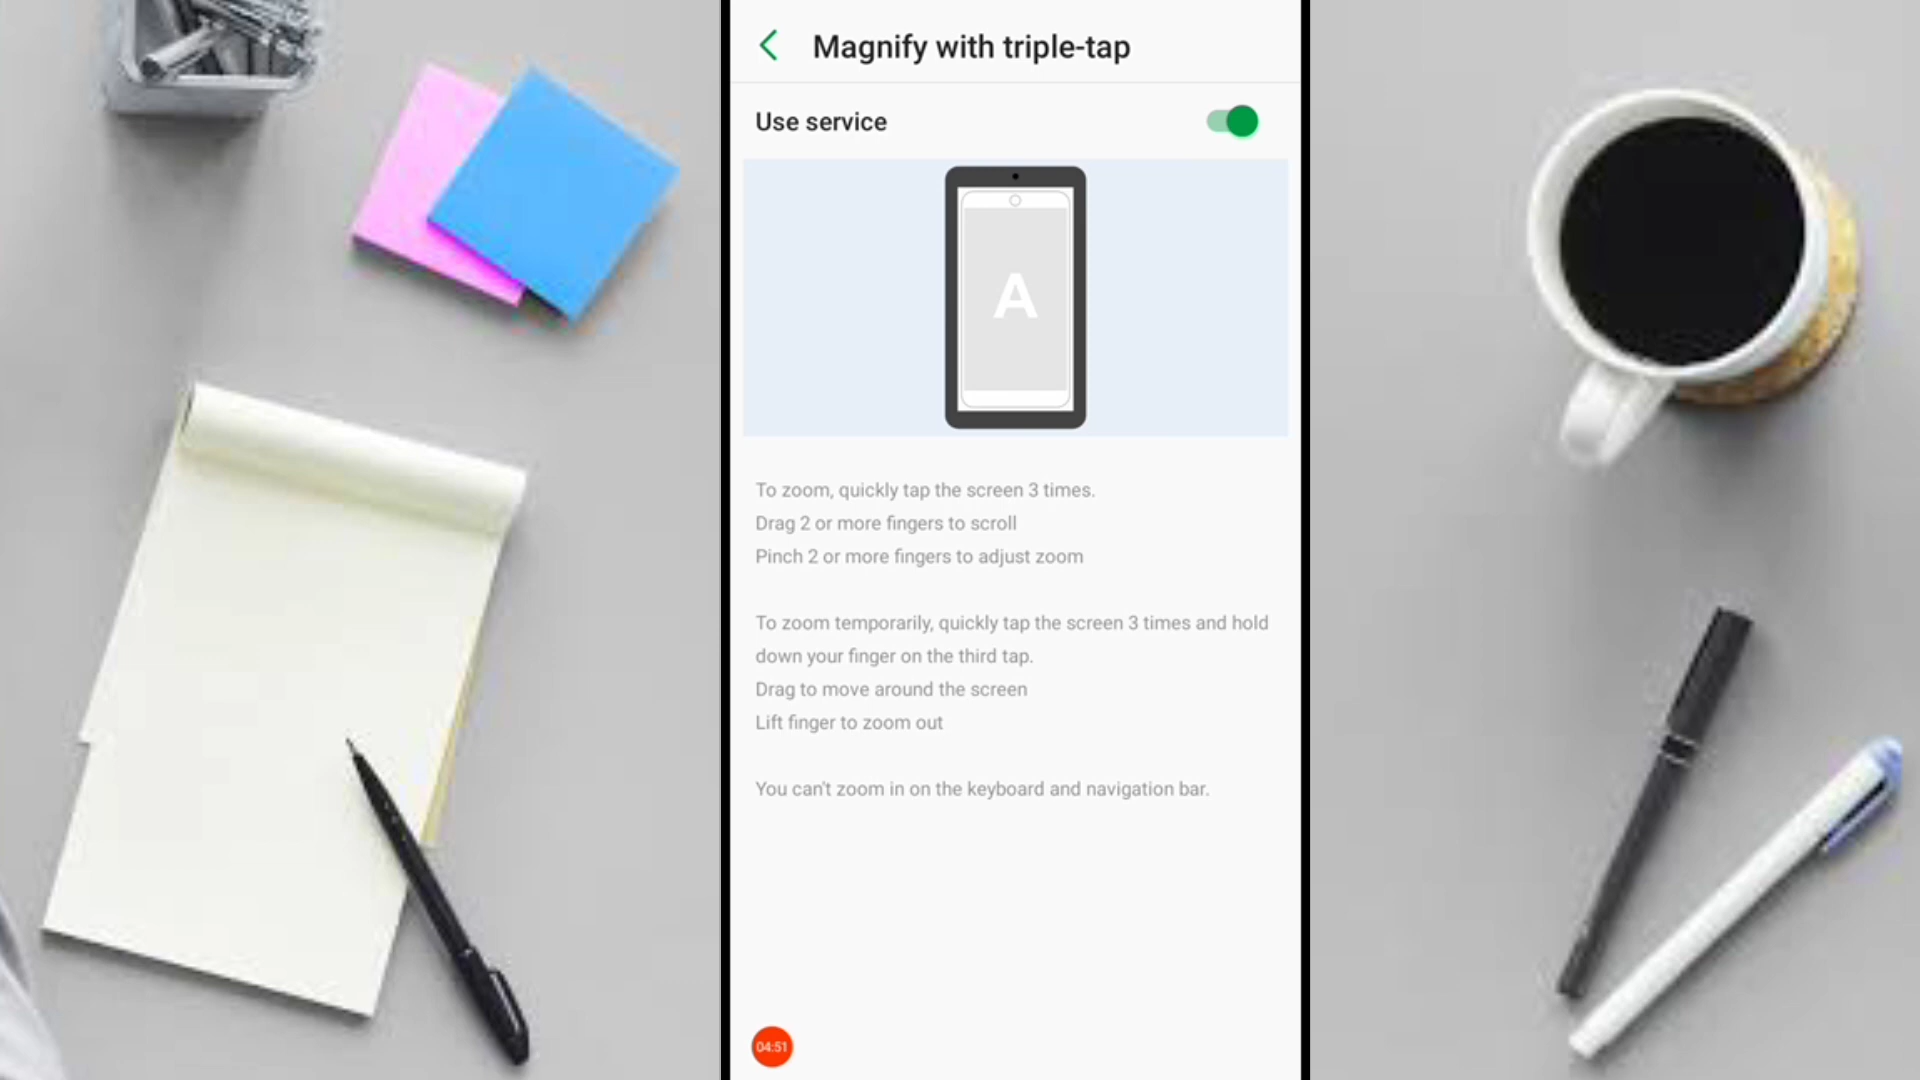 Magnify with triple-tap
Use service
A
To zoom, quickly tap the screen 3 times.
Drag 2 or more fingers to scroll
Pinch 2 or more fingers to adjust zoom
To zoom temporarily, quickly tap the screen 3 times and hold
down your finger on the third tap.
Drag to move around the screen
Lift finger to zoom out
You can't zoom in on the keyboard and navigation bar.
04:51